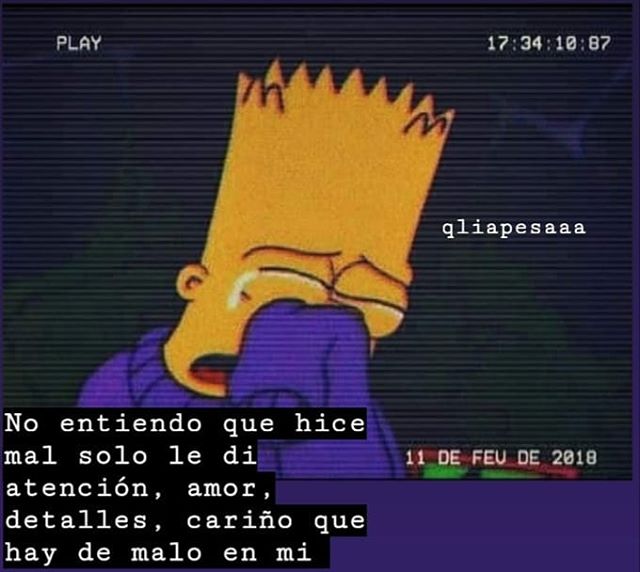 PLAY
17:34:10:87
qliapesaaa
11 DE FEV DE 2018
No entiendo que hice
mal solo le di
atención, amor,
detalles, cariño que
hay de malo en mi